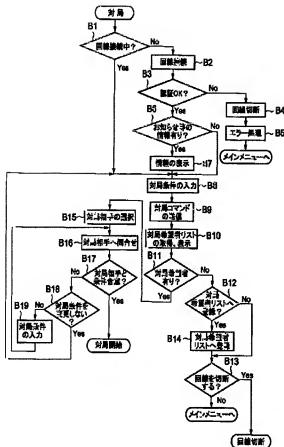 対局
B1
回線接続中?
No
Yes
回線接続
B2
B3
認証OK?
No
Yes
回線切断
B4
エラー処理
B5
メインメニューへ
お知らせ等の
情報有り?
No
Yes
情報の表示
対局条件の入力
B8
B9
対局コマンド
の送信
B10
対局希望者リスト
の取得、表示
B11
対局希望者
有り?
No
Yes
B12
対局
希望者リストへ
登録?
No
Yes
B14
対局希望者
リストへ登録
B13
回線を切断
する?
Yes
No
メインメニューへ
回線切断
B15
対局相手の選択
B16
対局相手へ問合せ
B17
対局相手と
条件合意?
No
Yes
対局開始
B18
対局条件を
変更しない?
No
Yes
B19
対局条件
の入力